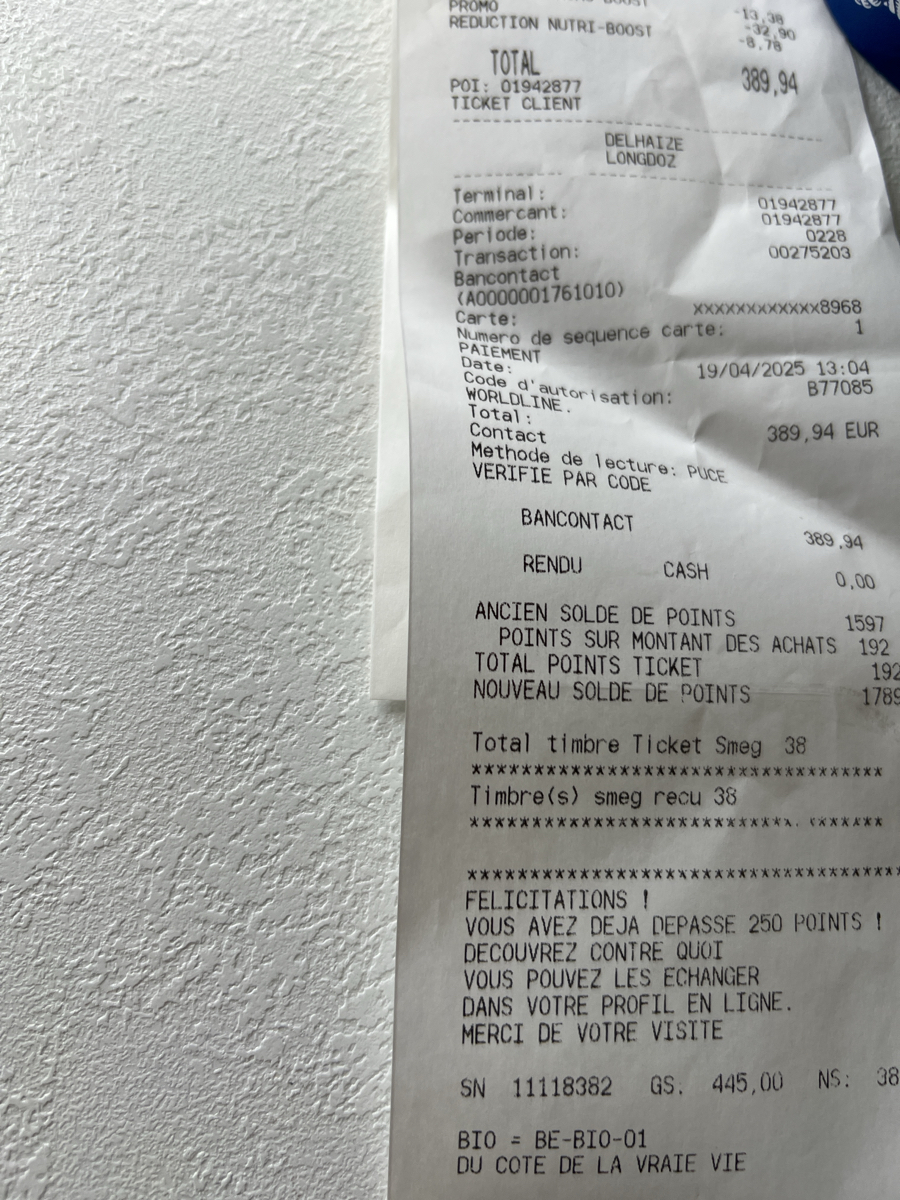 BOOST
PROMO -13,38
REDUCTION NUTRI-BOOST -32,90
-8,78
TOTAL 389,94
POI: 01942877
TICKET CLIENT
DELHAIZE
LONGDOZ
Terminal: 01942877
Commercant: 01942877
Periode: 0228
Transaction: 00275203
Bancontact
(A0000001761010)
Carte: xxxxxxxxxxxxx8968
Numero de sequence carte: 1
PAIEMENT
Date: 19/04/2025 13:04
Code d'autorisation: B77085
WORLDLINE.
Total: 389,94 EUR
Contact
Methode de lecture: PUCE
VERIFIE PAR CODE
BANCONTACT 389,94
RENDU CASH 0,00
ANCIEN SOLDE DE POINTS 1597
POINTS SUR MONTANT DES ACHATS 192
TOTAL POINTS TICKET 192
NOUVEAU SOLDE DE POINTS 1789
Total timbre Ticket Smeg 38
*********************************
Timbre(s) smeg recu 38
*********************************
***********************************
FELICITATIONS !
VOUS AVEZ DEJA DEPASSE 250 POINTS !
DECOUVREZ CONTRE QUOI
VOUS POUVEZ LES ECHANGER
DANS VOTRE PROFIL EN LIGNE.
MERCI DE VOTRE VISITE
SN 11118382 GS. 445,00 NS: 38
BIO = BE-BIO-01
DU COTE DE LA VRAIE VIE